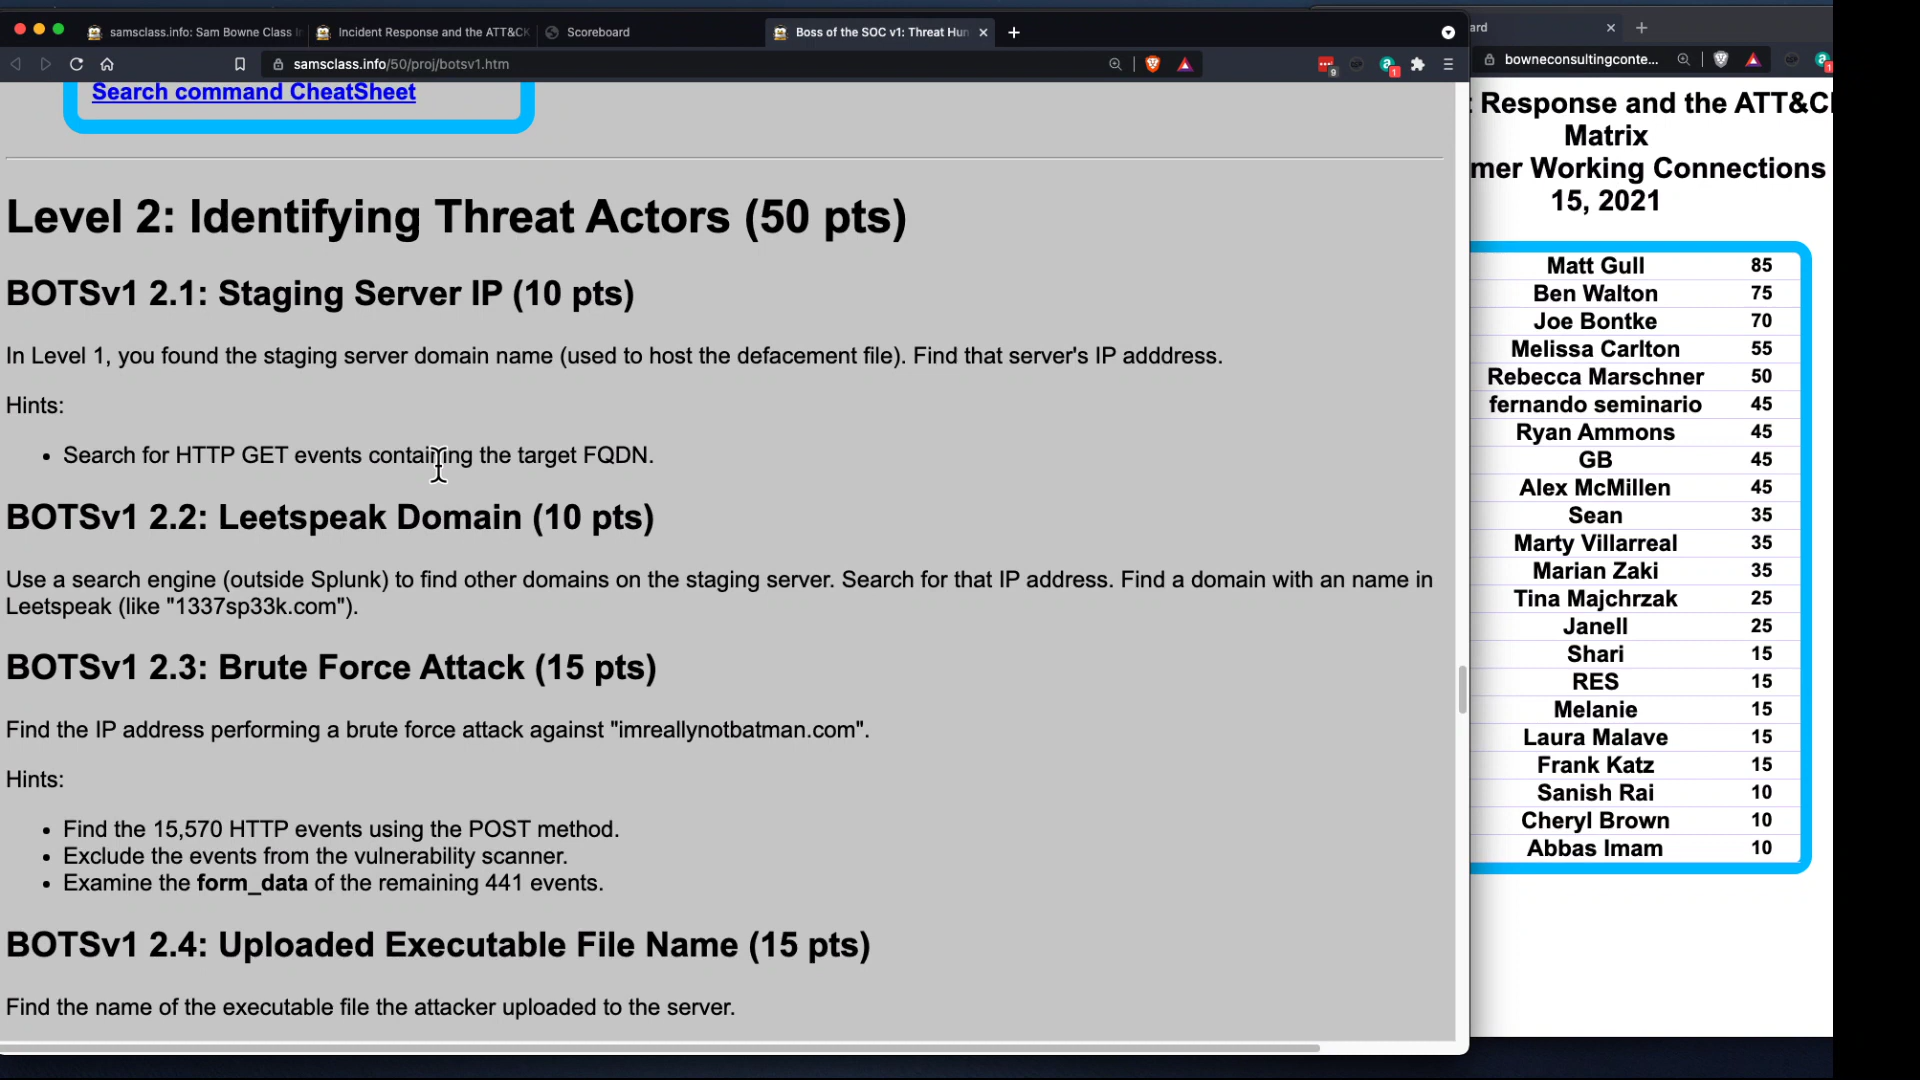 samsclass.info: Sam Bowne Class In
Incident Response and the ATT&CK
Scoreboard
Boss of the SOC v1: Threat Hun
ard
samsclass.info/50/proj/botsv1.htm
9
1
bowneconsultingconte...
1
Search command CheatSheet
Level 2: Identifying Threat Actors (50 pts)
BOTSv1 2.1: Staging Server IP (10 pts)
In Level 1, you found the staging server domain name (used to host the defacement file). Find that server's IP adddress.
Hints:
• Search for HTTP GET events containing the target FQDN.
BOTSv1 2.2: Leetspeak Domain (10 pts)
Use a search engine (outside Splunk) to find other domains on the staging server. Search for that IP address. Find a domain with an name in
Leetspeak (like "1337sp33k.com").
BOTSv1 2.3: Brute Force Attack (15 pts)
Find the IP address performing a brute force attack against "imreallynotbatman.com".
Hints:
• Find the 15,570 HTTP events using the POST method.
• Exclude the events from the vulnerability scanner.
• Examine the form_data of the remaining 441 events.
BOTSv1 2.4: Uploaded Executable File Name (15 pts)
Find the name of the executable file the attacker uploaded to the server.
t Response and the ATT&C
Matrix
mer Working Connections
15, 2021
Matt Gull 85
Ben Walton 75
Joe Bontke 70
Melissa Carlton 55
Rebecca Marschner 50
fernando seminario 45
Ryan Ammons 45
GB 45
Alex McMillen 45
Sean 35
Marty Villarreal 35
Marian Zaki 35
Tina Majchrzak 25
Janell 25
Shari 15
RES 15
Melanie 15
Laura Malave 15
Frank Katz 15
Sanish Rai 10
Cheryl Brown 10
Abbas Imam 10